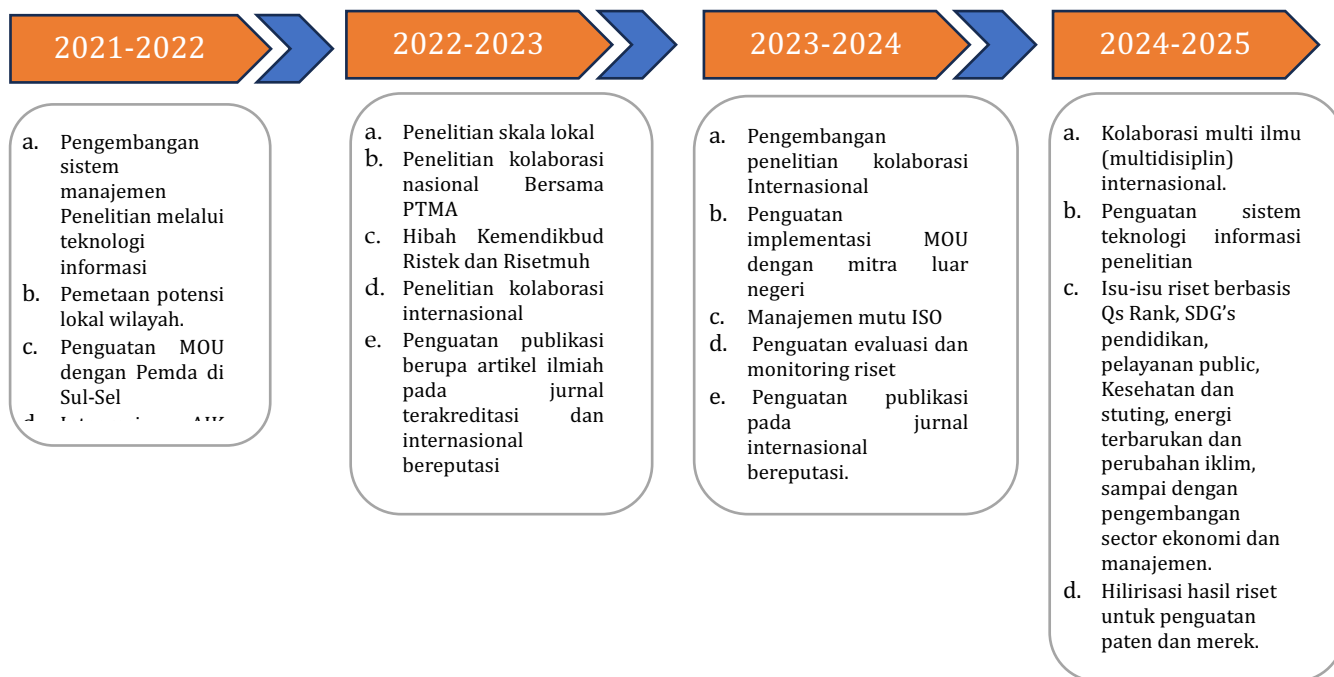 2021-2022
a. Pengembangan
sistem
manajemen
Penelitian melalui
teknologi
informasi
b. Pemetaan potensi
lokal wilayah.
c. Penguatan MOU
dengan Pemda di
Sul-Sel
2022-2023
a. Penelitian skala lokal
b. Penelitian kolaborasi
nasional Bersama
PTMA
c. Hibah Kemendikbud
Ristek dan Risetmuh
d. Penelitian kolaborasi
internasional
e. Penguatan publikasi
berupa artikel ilmiah
pada jurnal
terakreditasi dan
internasional
bereputasi
2023-2024
a. Pengembangan
penelitian kolaborasi
Internasional
b. Penguatan
implementasi MOU
dengan mitra luar
negeri
c. Manajemen mutu ISO
d. Penguatan evaluasi dan
monitoring riset
e. Penguatan publikasi
pada jurnal
internasional
bereputasi.
2024-2025
a. Kolaborasi multi ilmu
(multidisiplin)
internasional.
b. Penguatan sistem
teknologi informasi
penelitian
c. Isu-isu riset berbasis
Qs Rank, SDG’s
pendidikan,
pelayanan public,
Kesehatan dan
stuting, energi
terbarukan dan
perubahan iklim,
sampai dengan
pengembangan
sector ekonomi dan
manajemen.
d. Hilirisasi hasil riset
untuk penguatan
paten dan merek.